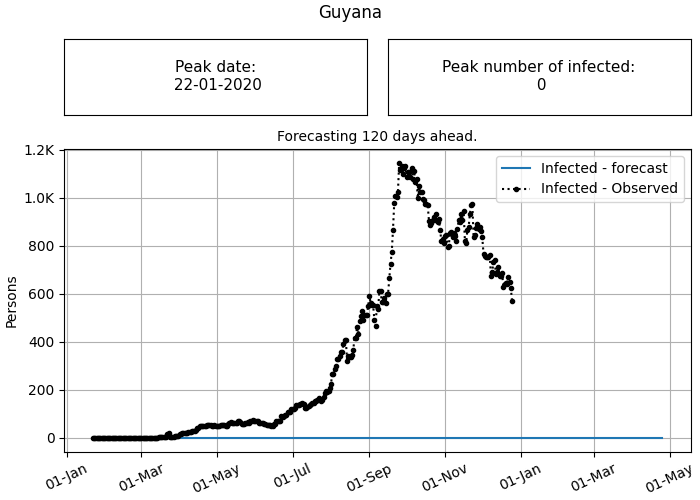 Guyana
Peak date:
22-01-2020
Peak number of infected:
0
Forecasting 120 days ahead.
Infected - forecast
Infected - Observed
1.2K
1.0K
800
600
400
200
0
Persons
01-Jan
01-Mar
01-May
01-Jul
01-Sep
01-Nov
01-Jan
01-Mar
01-May